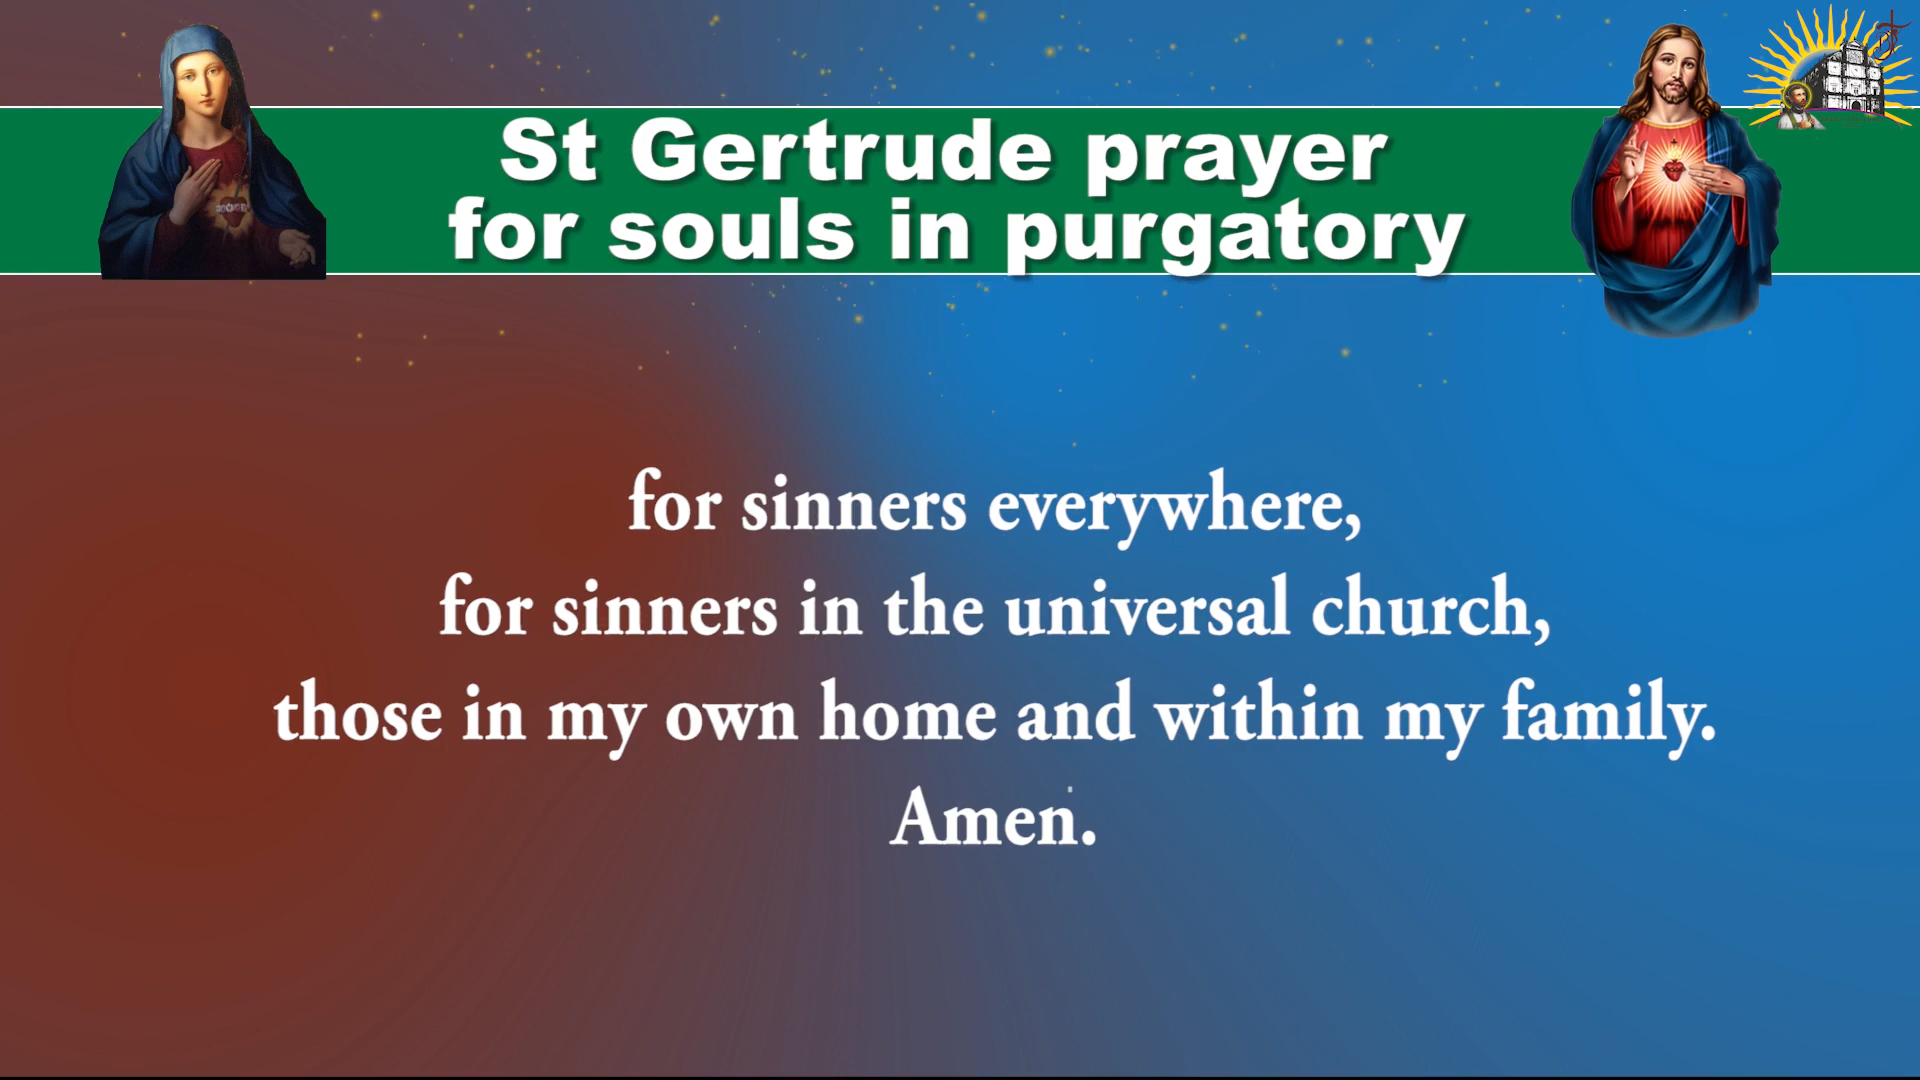 St Gertrude prayer
for souls in purgatory
for sinners everywhere,
for sinners in the universal church,
those in my own home and within my family.
Amen.